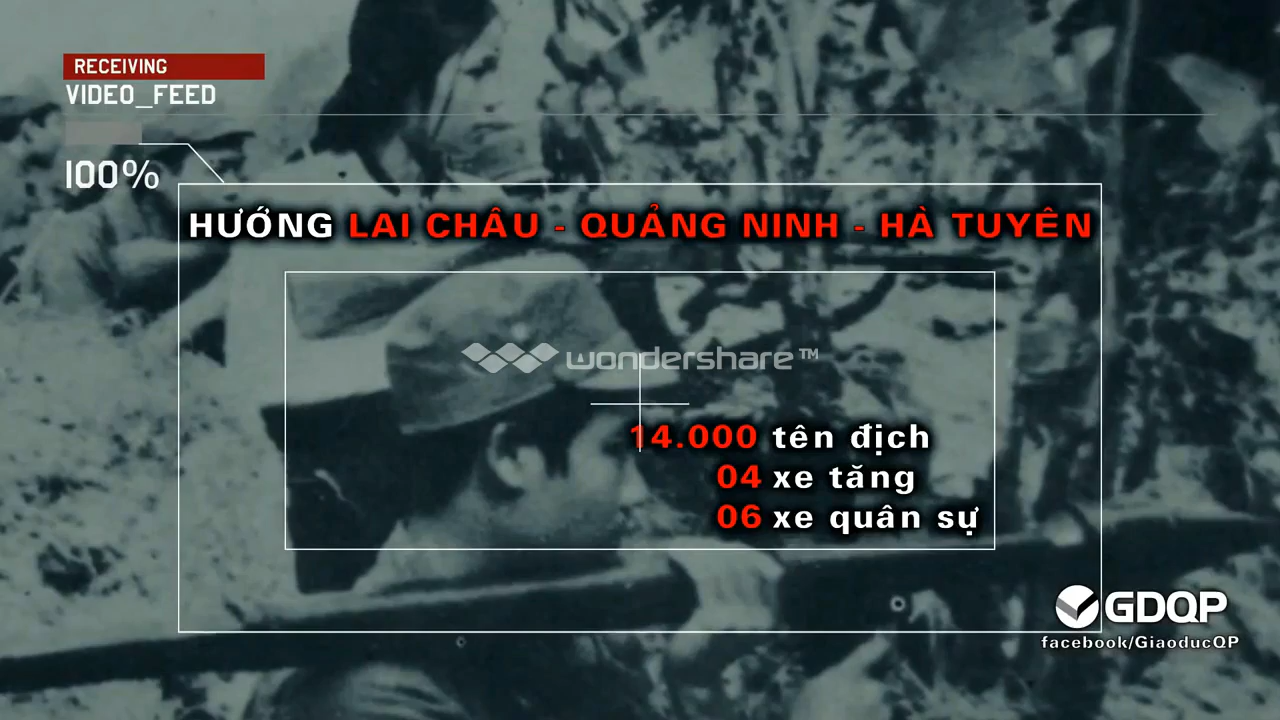 RECEIVING
VIDEO_FEED
100%
HƯỚNG LAI CHÂU - QUẢNG NINH - HÀ TUYÊN
wondershare™
14.000 tên địch
04 xe tăng
06 xe quân sự
GDQP
facebook/GiaoducQP